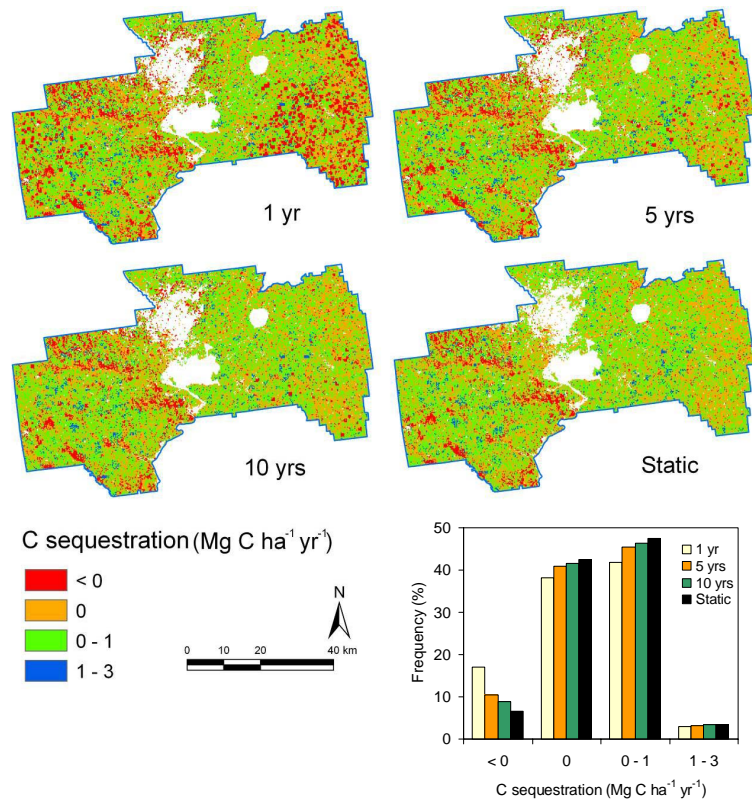 1 yr
5 yrs
10 yrs
Static
C sequestration (Mg C ha⁻¹ yr⁻¹)
< 0
0
0 - 1
1 - 3
N
0 10 20 40 km
50
40
30
20
10
0
Frequency (%)
1 yr
5 yrs
10 yrs
Static
< 0 0 0 - 1 1 - 3
C sequestration (Mg C ha⁻¹ yr⁻¹)